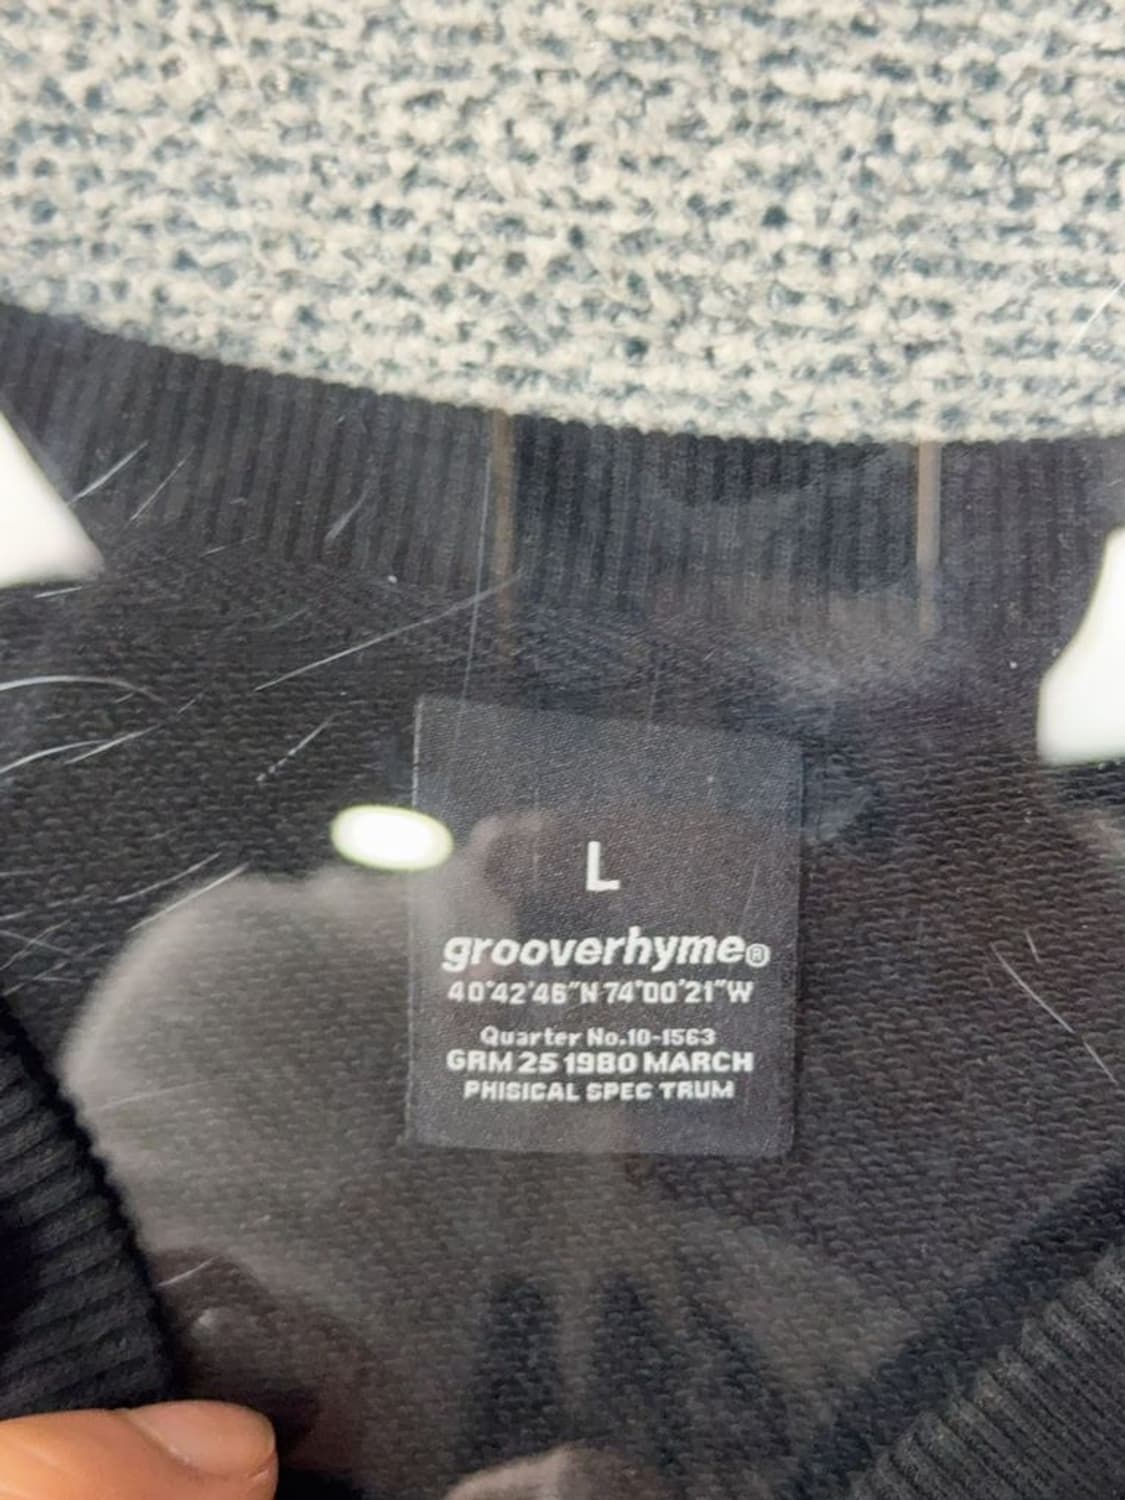 L
grooverhyme®
40°42'46"N 74°00'21"W
Quarter No.10-1563
GRM 25 1980 MARCH
PHISICAL SPEC TRUM